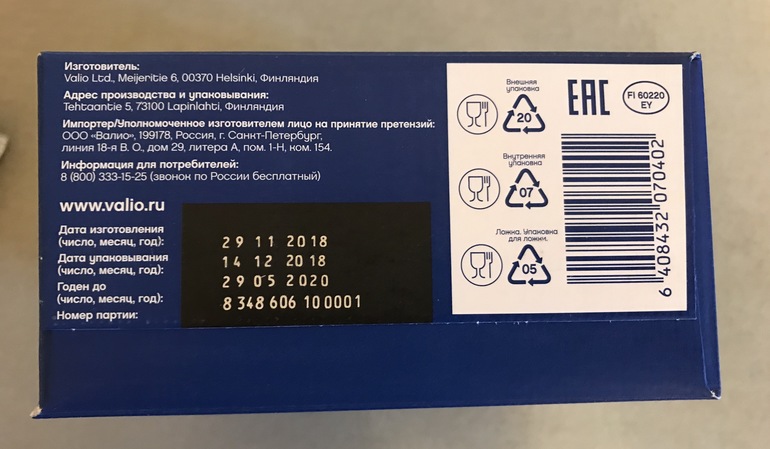 Изготовитель:
Valio Ltd., Meijeritie 6, 00370 Helsinki, Финляндия
Адрес производства и упаковывания:
Tehtaantie 5, 73100 Lapinlahti, Финляндия
Импортер/Уполномоченное изготовителем лицо на принятие претензий:
ООО «Валио», 199178, Россия, г. Санкт-Петербург,
линия 18-я В. О., дом 29, литера А, пом. 1-Н, ком. 154.
Информация для потребителей:
8 (800) 333-15-25 (звонок по России бесплатный)
www.valio.ru
Дата изготовления
(число, месяц, год):
29 11 2018
Дата упаковывания
(число, месяц, год):
14 12 2018
Годен до
(число, месяц, год):
29 05 2020
Номер партии:
8 348 606 10 0001
Внешняя
упаковка
20
Внутренняя
упаковка
07
Ложка. Упаковка
для ложки.
05
EAC
FI 60220
EY
6 408432 070402